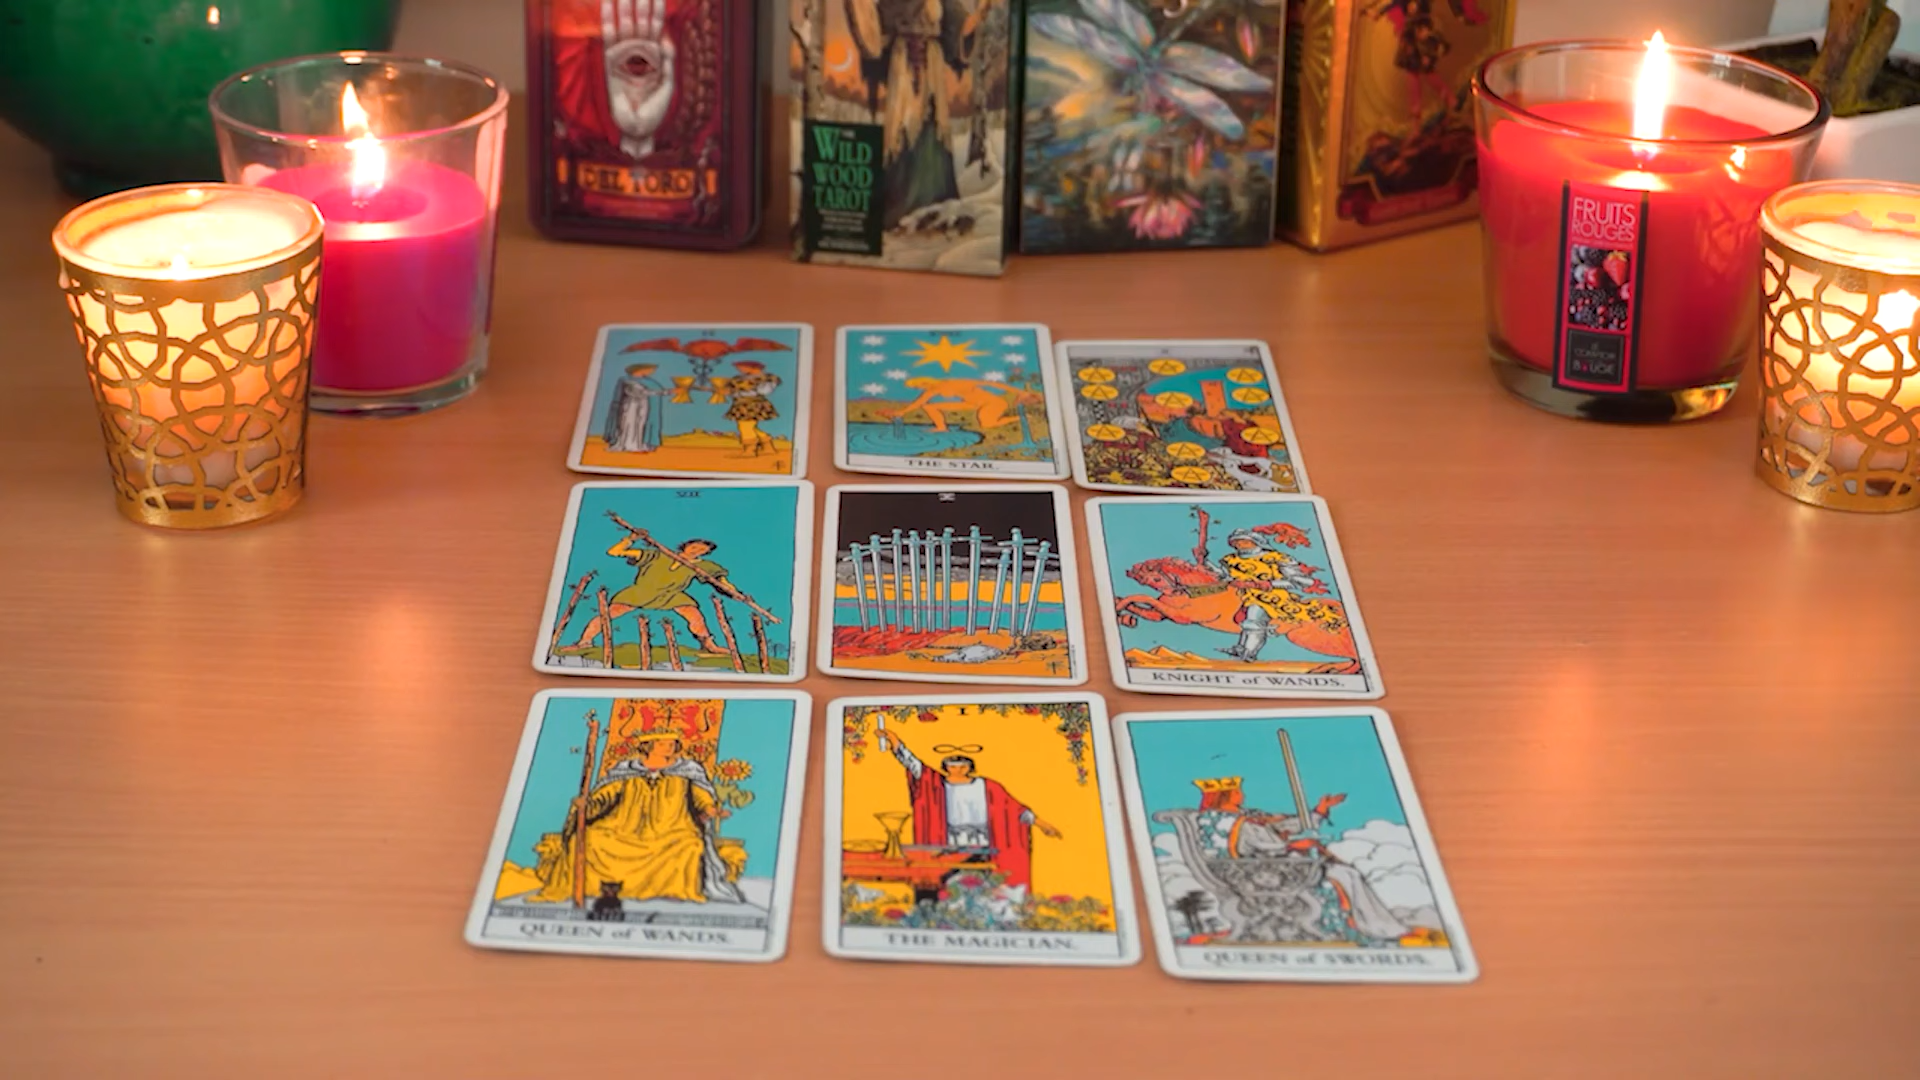 DEL TORO
THE
WILD
WOOD
TAROT
FRUITS
ROUGES
THE STAR.
VII
KNIGHT of WANDS.
I
QUEEN of WANDS.
THE MAGICIAN.
QUEEN of SWORDS.